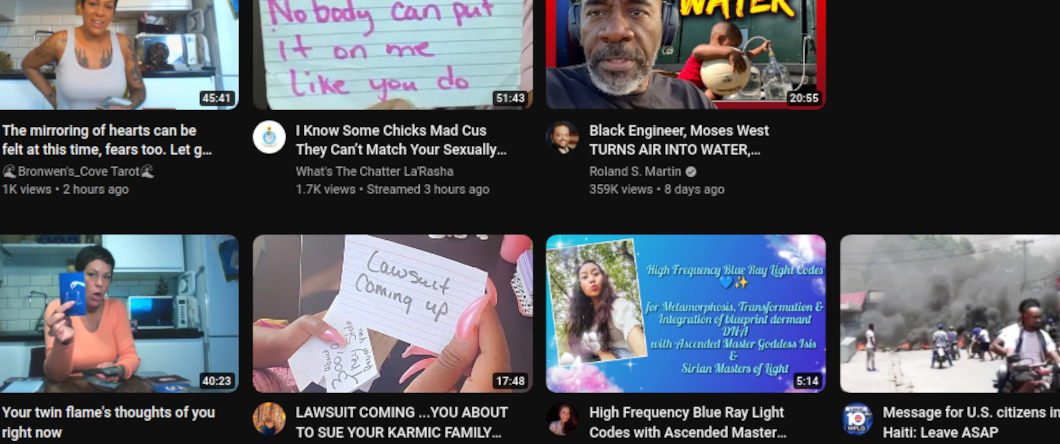 WATER
Nobody can put
it on me
like you do
45:41
51:43
20:55
The mirroring of hearts can be
felt at this time, fears too. Let g...
Bronwen's_Cove Tarot
1K views • 2 hours ago
I Know Some Chicks Mad Cus
They Can't Match Your Sexually...
What's The Chatter La'Rasha
1.7K views • Streamed 3 hours ago
Black Engineer, Moses West
TURNS AIR INTO WATER,...
Roland S. Martin
359K views • 8 days ago
Lawsuit
Coming up
High Frequency Blue Ray Light Codes
for Metamorphosis, Transformation &
Integration of blueprint dormant
DNA
with Ascended Master Goddess Isis
&
Sirian Masters of Light
40:23
17:48
5:14
Your twin flame's thoughts of you
right now
LAWSUIT COMING ...YOU ABOUT
TO SUE YOUR KARMIC FAMILY...
High Frequency Blue Ray Light
Codes with Ascended Master...
10
Message for U.S. citizens in
Haiti: Leave ASAP